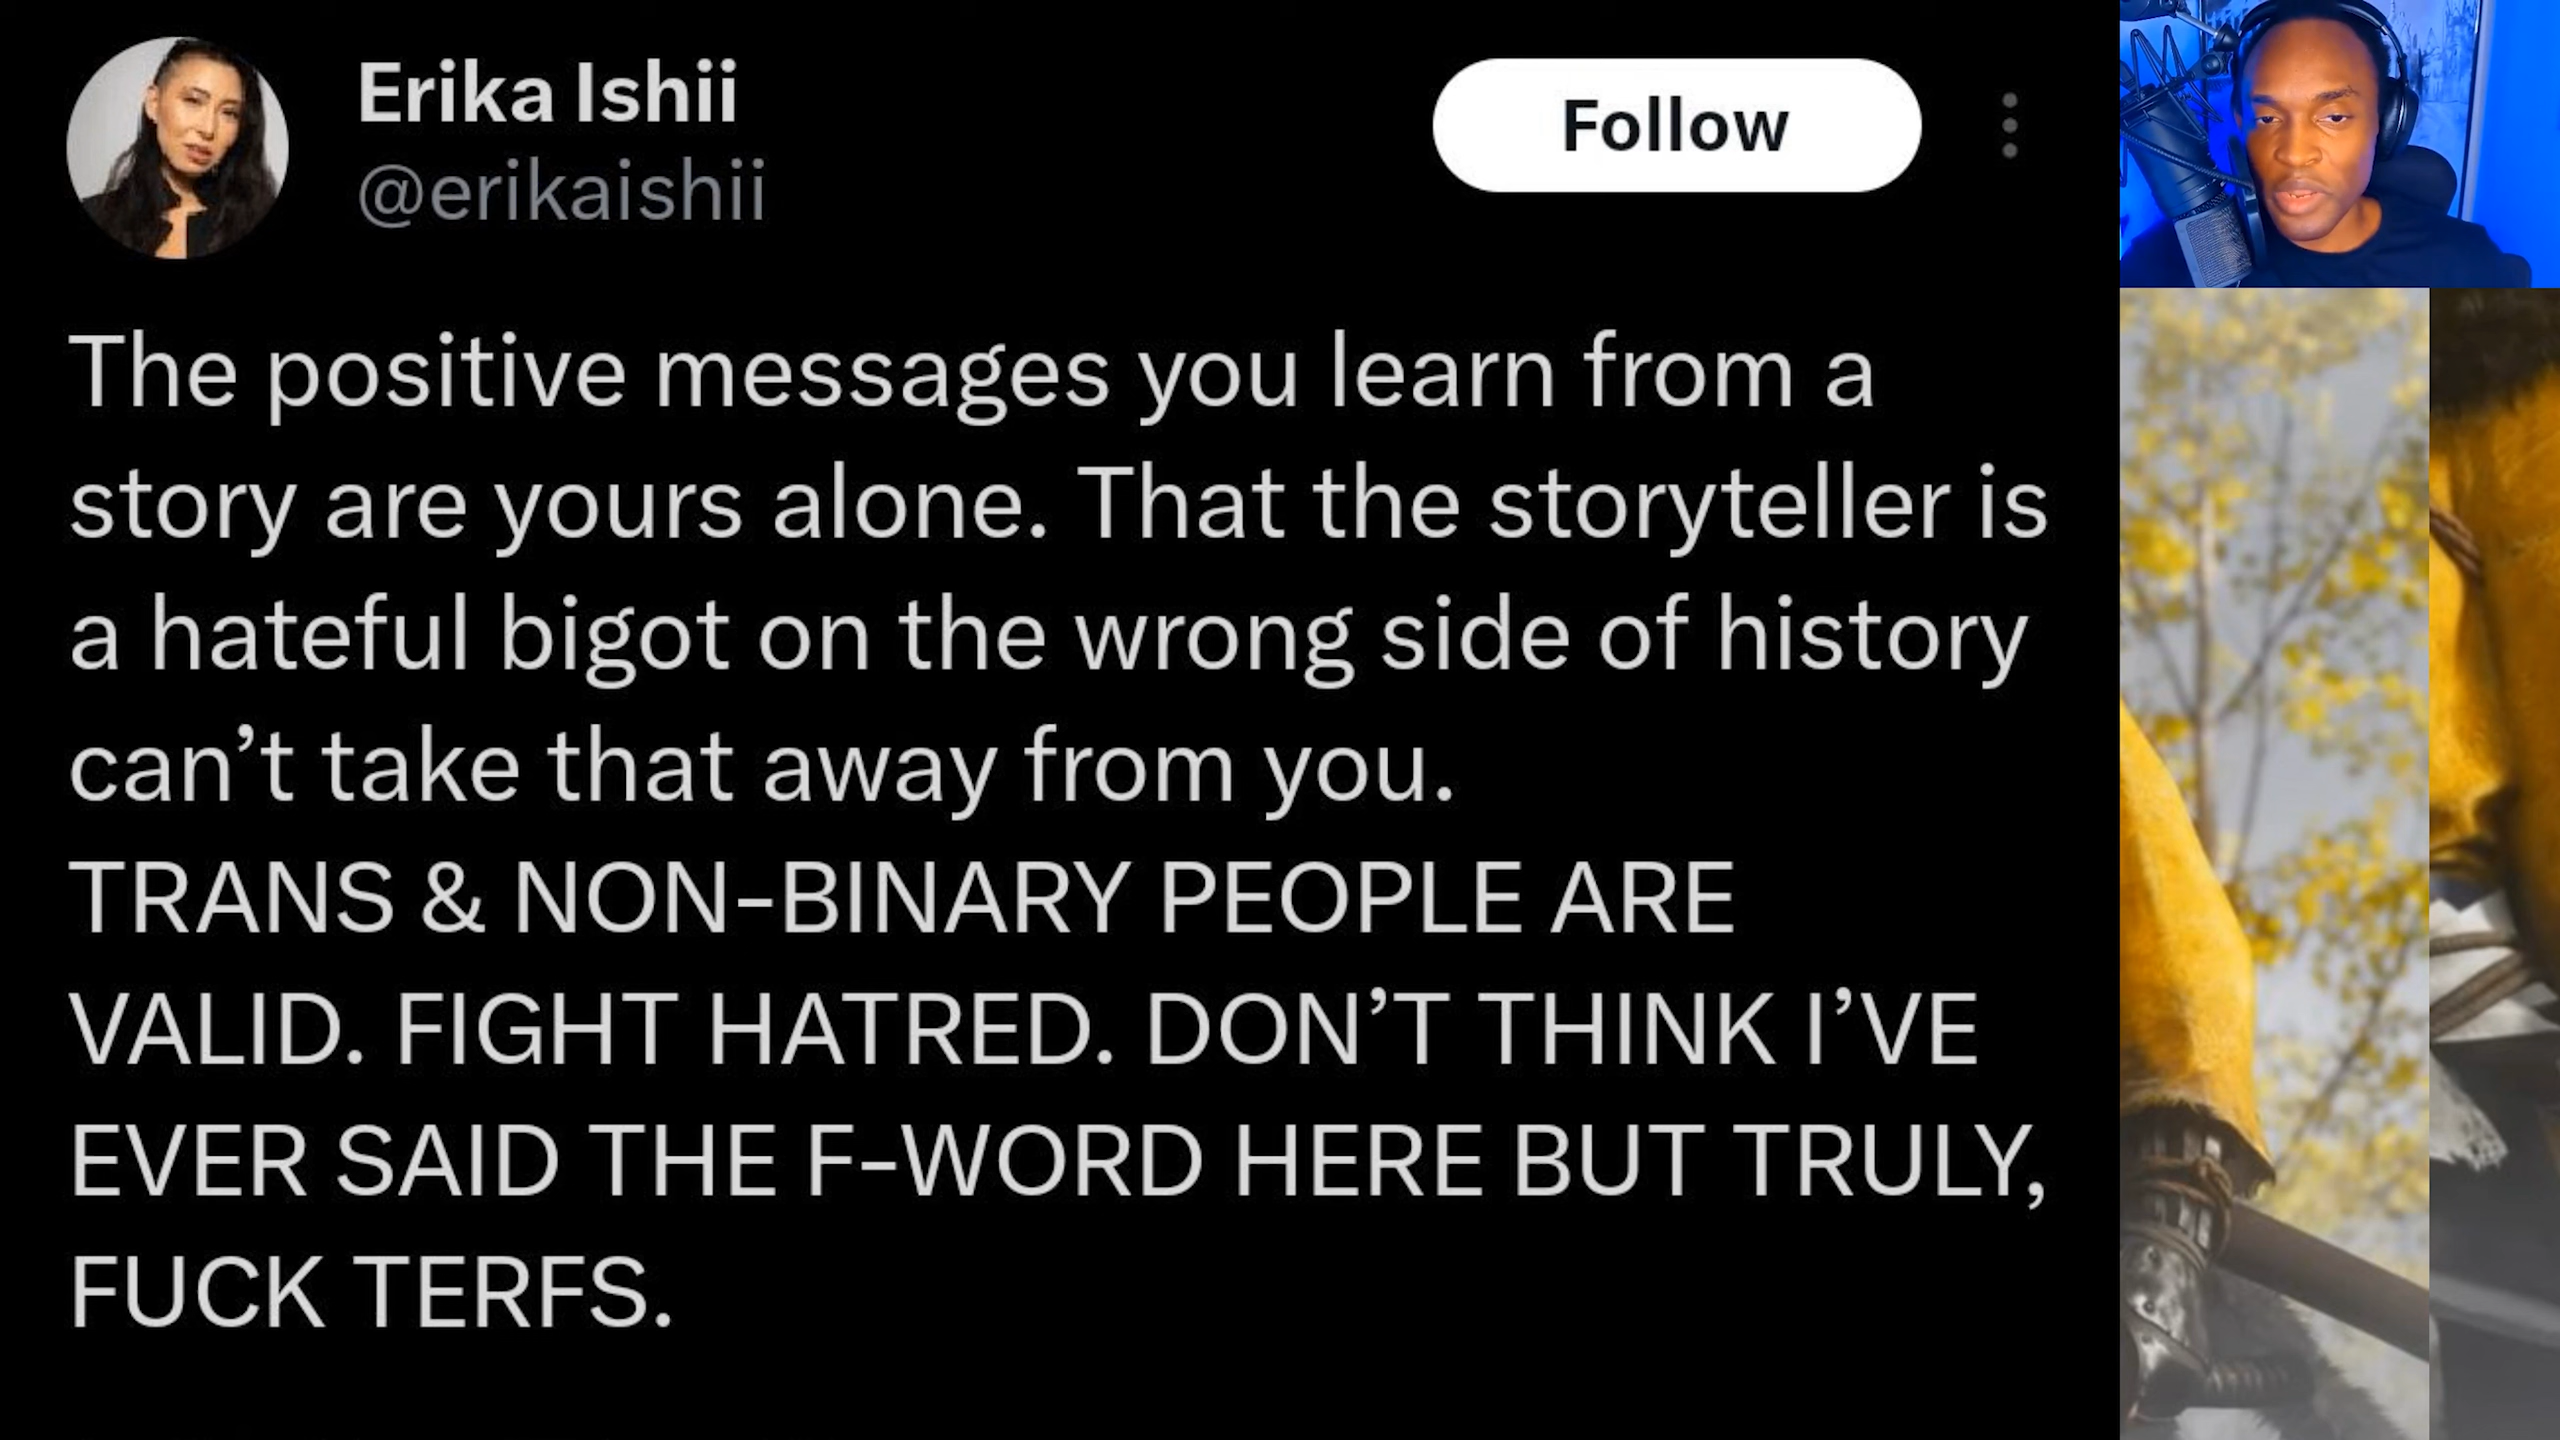 Erika Ishii
@erikaishii
Follow
The positive messages you learn from a
story are yours alone. That the storyteller is
a hateful bigot on the wrong side of history
can’t take that away from you.
TRANS & NON-BINARY PEOPLE ARE
VALID. FIGHT HATRED. DON’T THINK I’VE
EVER SAID THE F-WORD HERE BUT TRULY,
FUCK TERFS.